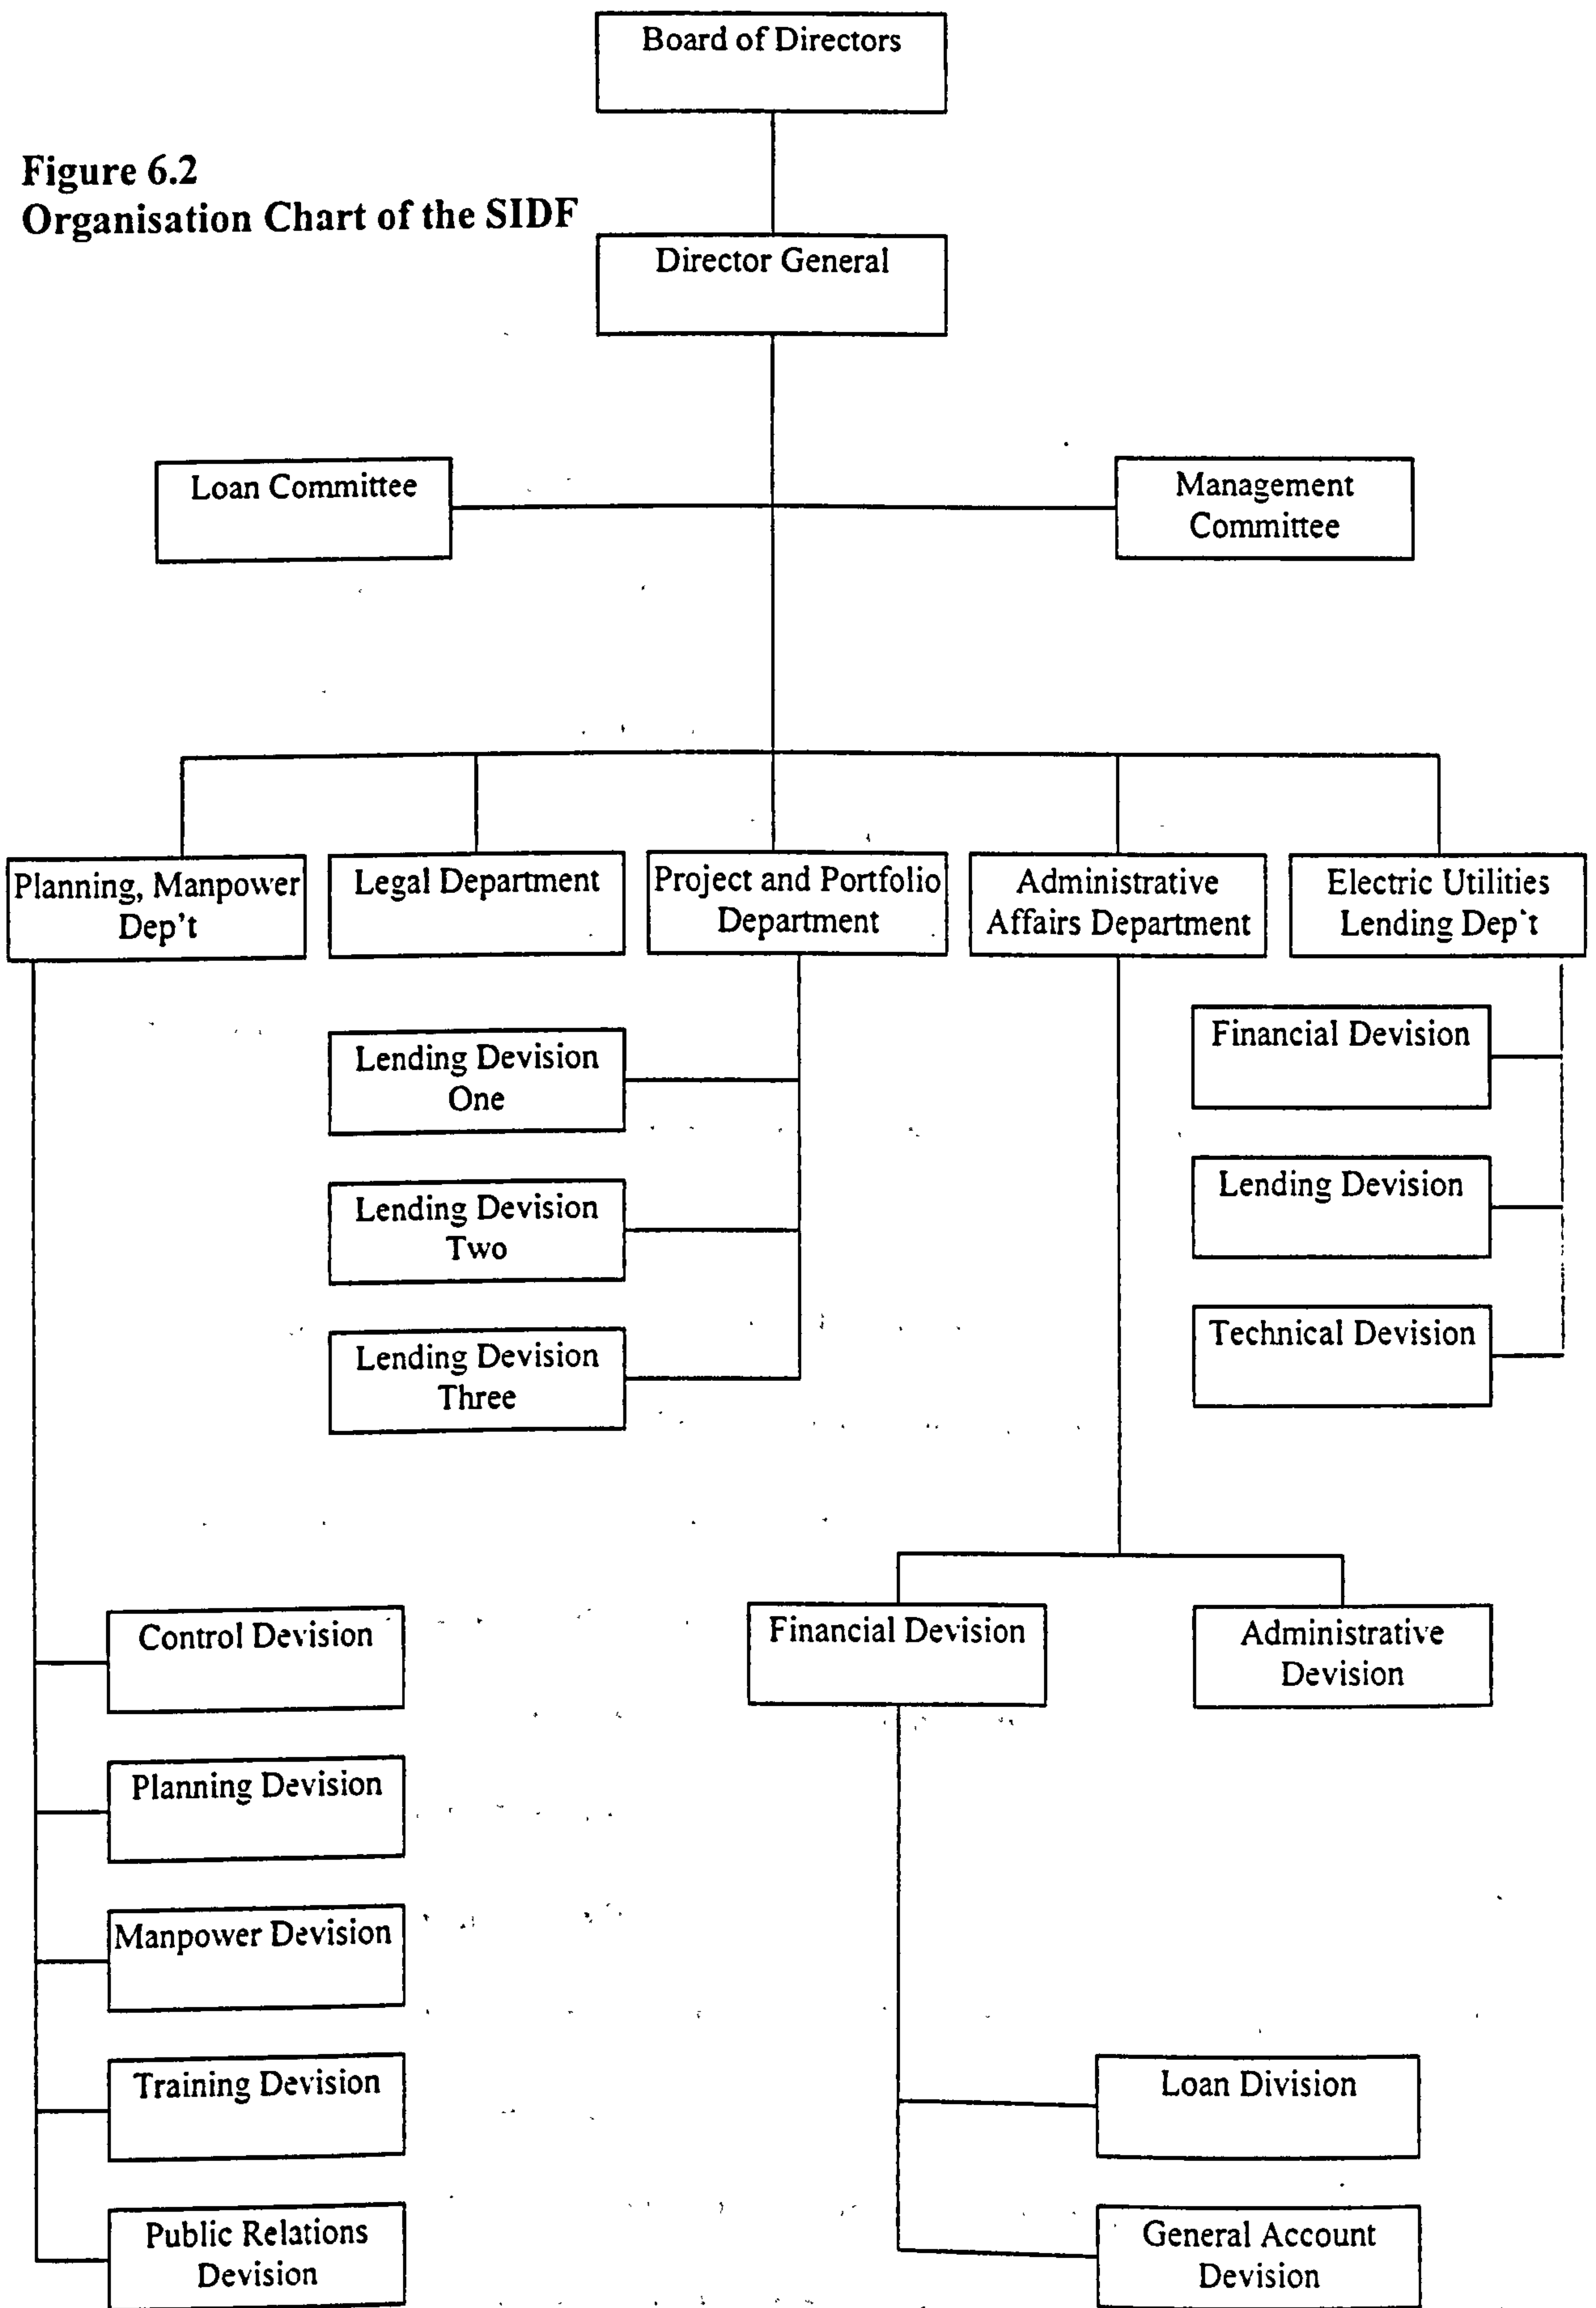 Board of Directors
Figure 6.2
Organisation Chart of the SIDF
Director General
Loan Committee
Management
Committee
Planning, Manpower
Dep't
Legal Department
Project and Portfolio
Department
Administrative
Affairs Department
Electric Utilities
Lending Dep't
Lending Devision
One
Lending Devision
Two
Lending Devision
Three
Financial Devision
Lending Devision
Technical Devision
Control Devision
Planning Devision
Manpower Devision
Training Devision
Public Relations
Devision
Financial Devision
Administrative
Devision
Loan Division
General Account
Devision